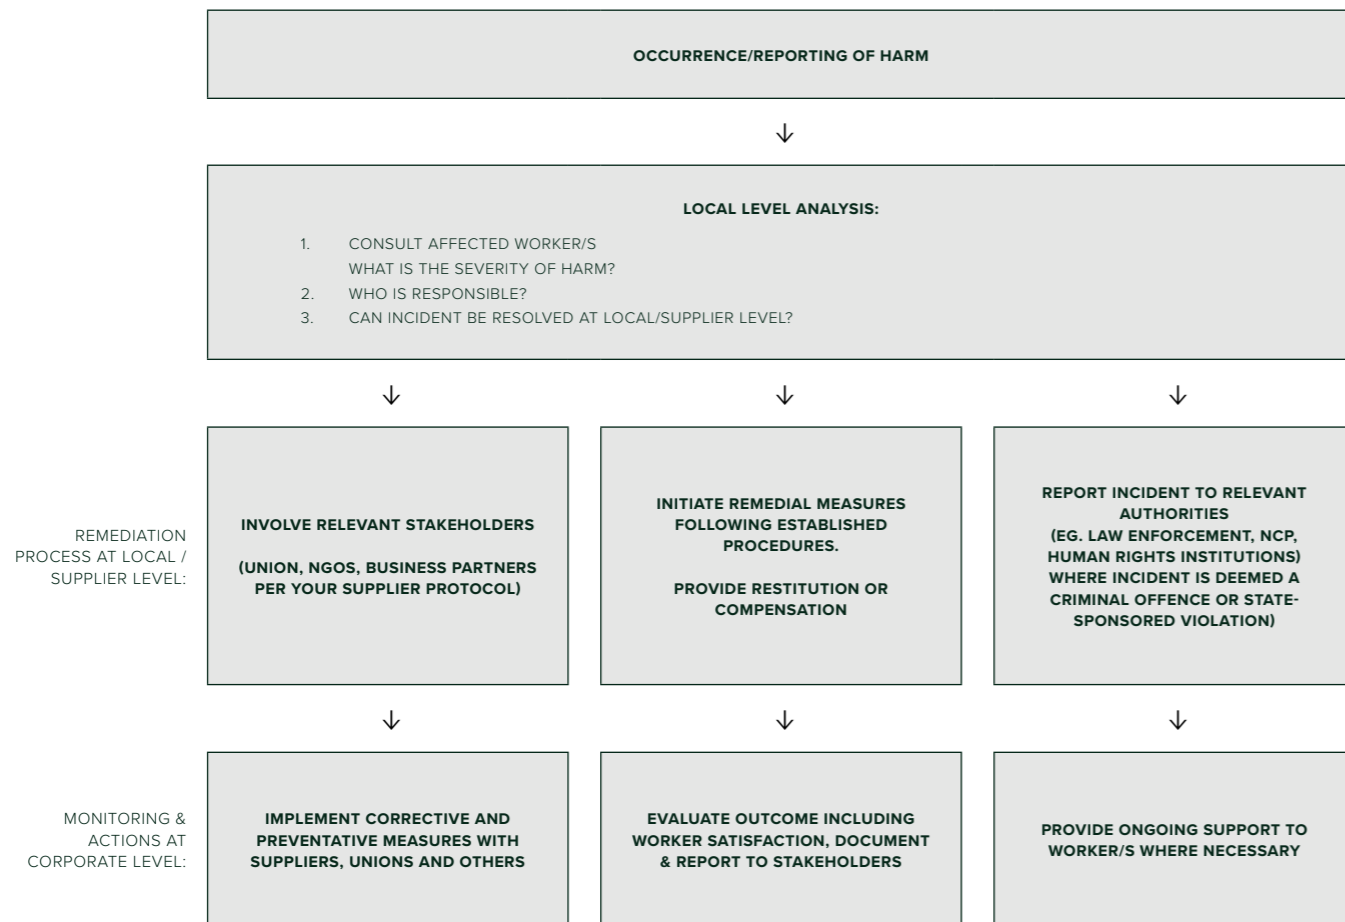 OCCURRENCE/REPORTING OF HARM
LOCAL LEVEL ANALYSIS:
1. CONSULT AFFECTED WORKER/S
WHAT IS THE SEVERITY OF HARM?
2. WHO IS RESPONSIBLE?
3. CAN INCIDENT BE RESOLVED AT LOCAL/SUPPLIER LEVEL?
REMEDIATION
PROCESS AT LOCAL /
SUPPLIER LEVEL:
INVOLVE RELEVANT STAKEHOLDERS
(UNION, NGOS, BUSINESS PARTNERS
PER YOUR SUPPLIER PROTOCOL)
INITIATE REMEDIAL MEASURES
FOLLOWING ESTABLISHED
PROCEDURES.
PROVIDE RESTITUTION OR
COMPENSATION
REPORT INCIDENT TO RELEVANT
AUTHORITIES
(EG. LAW ENFORCEMENT, NCP,
HUMAN RIGHTS INSTITUTIONS)
WHERE INCIDENT IS DEEMED A
CRIMINAL OFFENCE OR STATE-
SPONSORED VIOLATION)
MONITORING &
ACTIONS AT
CORPORATE LEVEL:
IMPLEMENT CORRECTIVE AND
PREVENTATIVE MEASURES WITH
SUPPLIERS, UNIONS AND OTHERS
EVALUATE OUTCOME INCLUDING
WORKER SATISFACTION, DOCUMENT
& REPORT TO STAKEHOLDERS
PROVIDE ONGOING SUPPORT TO
WORKER/S WHERE NECESSARY